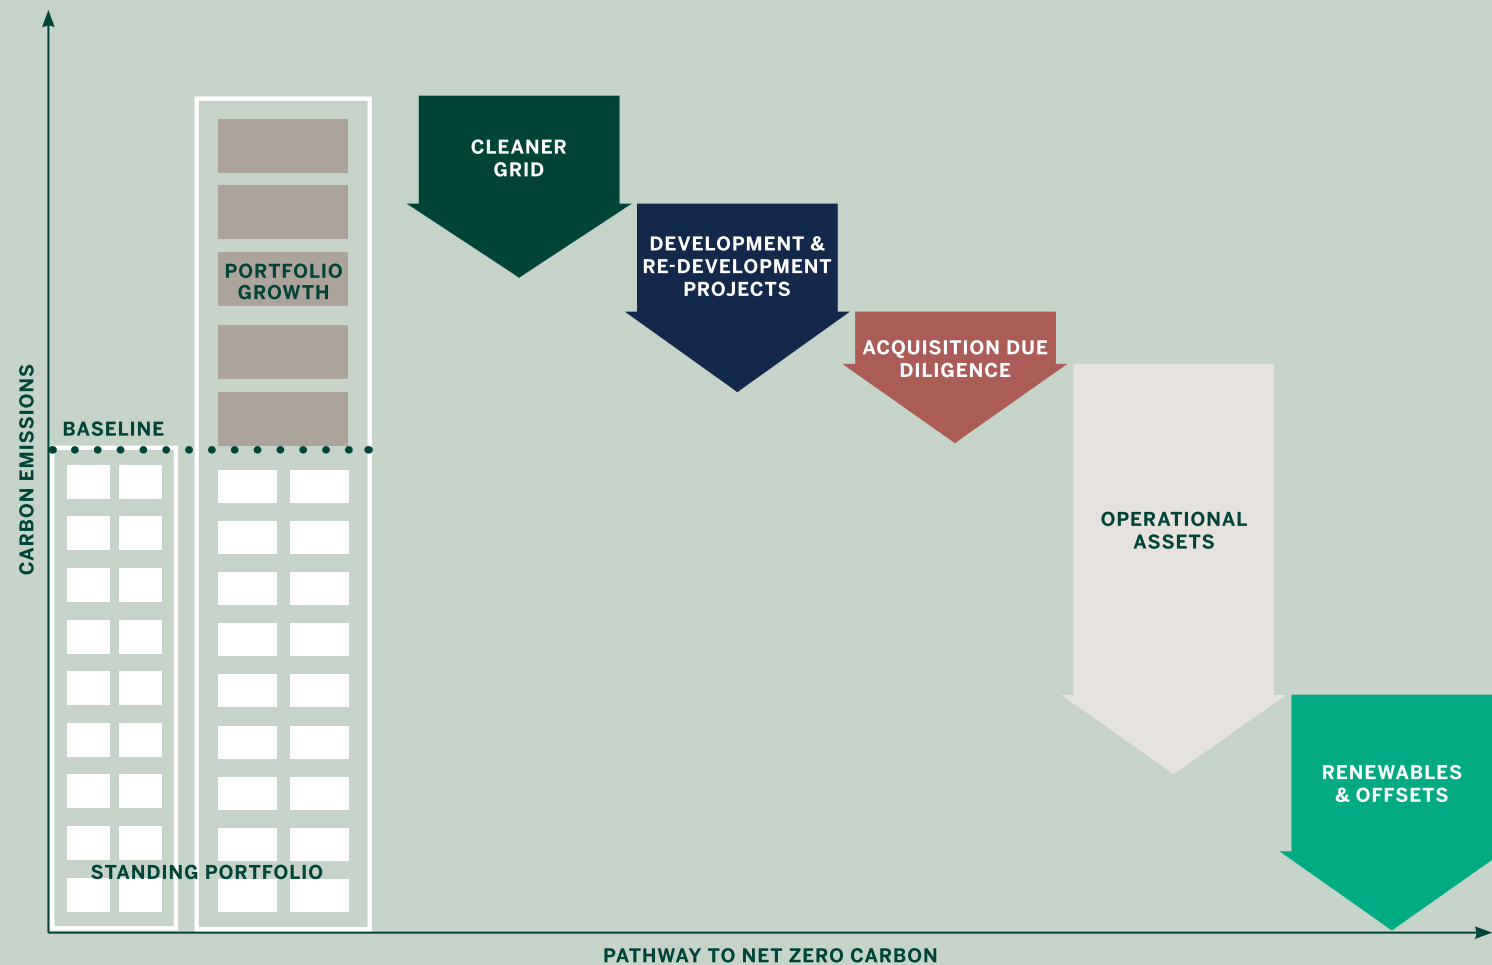 CLEANER
GRID
DEVELOPMENT &
RE-DEVELOPMENT
PROJECTS
PORTFOLIO
GROWTH
ACQUISITION DUE
DILIGENCE
BASELINE
CARBON EMISSIONS
OPERATIONAL
ASSETS
RENEWABLES
& OFFSETS
STANDING PORTFOLIO
PATHWAY TO NET ZERO CARBON